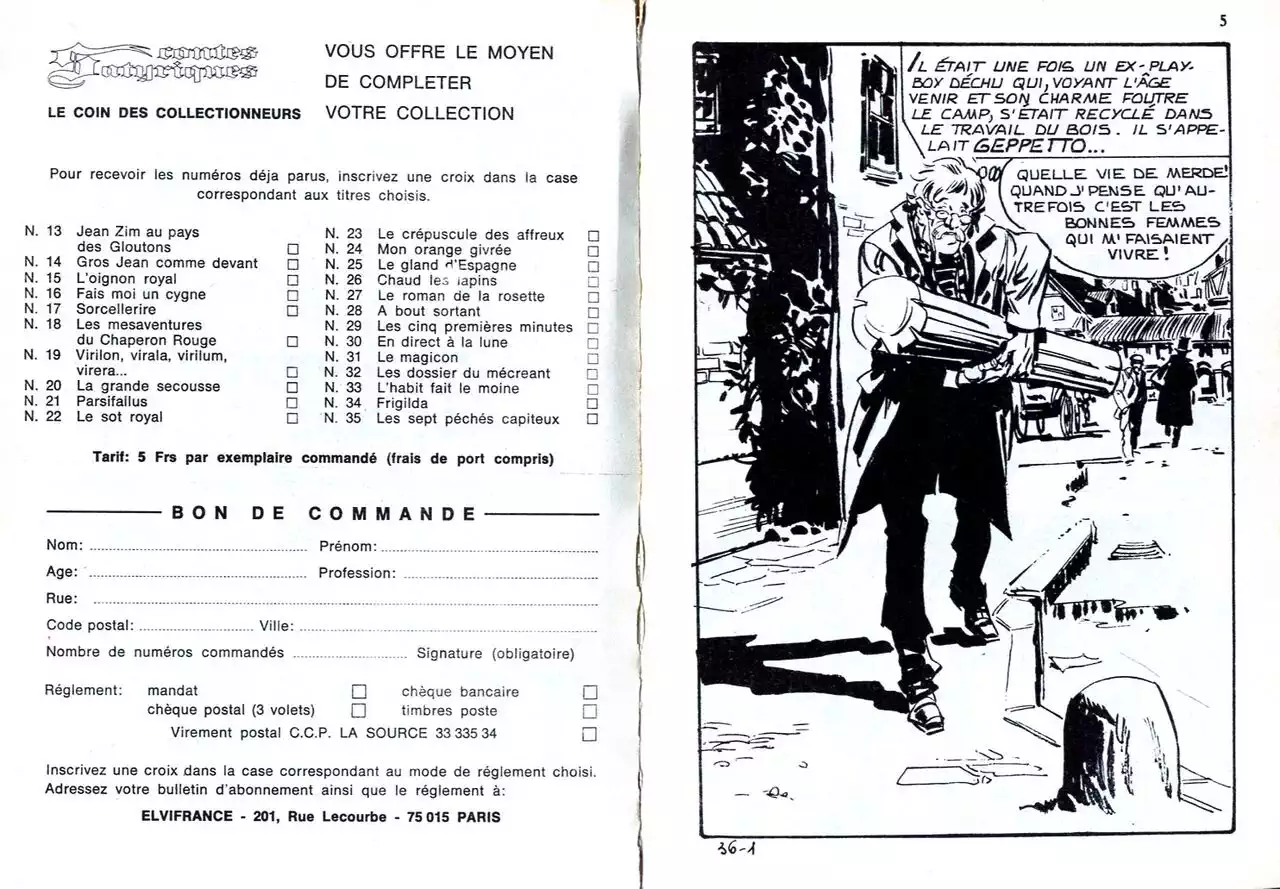 contes
Satyriques
LE COIN DES COLLECTIONNEURS
VOUS OFFRE LE MOYEN
DE COMPLETER
VOTRE COLLECTION
Pour recevoir les numéros déja parus, inscrivez une croix dans la case
correspondant aux titres choisis.
N. 13 Jean Zim au pays
des Gloutons
N. 14 Gros Jean comme devant
N. 15 L'oignon royal
N. 16 Fais moi un cygne
N. 17 Sorcellerire
N. 18 Les mesaventures
du Chaperon Rouge
N. 19 Virilon, virala, virilum,
virera...
N. 20 La grande secousse
N. 21 Parsifallus
N. 22 Le sot royal
N. 23 Le crépuscule des affreux
N. 24 Mon orange givrée
N. 25 Le gland d'Espagne
N. 26 Chaud les lapins
N. 27 Le roman de la rosette
N. 28 A bout sortant
N. 29 Les cinq premières minutes
N. 30 En direct à la lune
N. 31 Le magicon
N. 32 Les dossier du mécreant
N. 33 L'habit fait le moine
N. 34 Frigilda
N. 35 Les sept péchés capiteux
Tarif: 5 Frs par exemplaire commandé (frais de port compris)
BON DE COMMANDE
Nom: Prénom:
Age: Profession:
Rue:
Code postal: Ville:
Nombre de numéros commandés Signature (obligatoire)
Réglement: mandat chèque bancaire
chèque postal (3 volets) timbres poste
Virement postal C.C.P. LA SOURCE 33 335 34
Inscrivez une croix dans la case correspondant au mode de réglement choisi.
Adressez votre bulletin d'abonnement ainsi que le réglement à:
ELVIFRANCE - 201, Rue Lecourbe - 75 015 PARIS
5
IL ÉTAIT UNE FOIS UN EX-PLAY-
BOY DÉCHU QUI, VOYANT L'ÂGE
VENIR ET SON CHARME FOUTRE
LE CAMP, S'ÉTAIT RECYCLÉ DANS
LE TRAVAIL DU BOIS. IL S'APPE-
LAIT GEPPETTO...
QUELLE VIE DE MERDE!
QUAND J'PENSE QU'AU-
TREFOIS C'EST LES
BONNES FEMMES
QUI M'FAISAIENT
VIVRE!
36-1